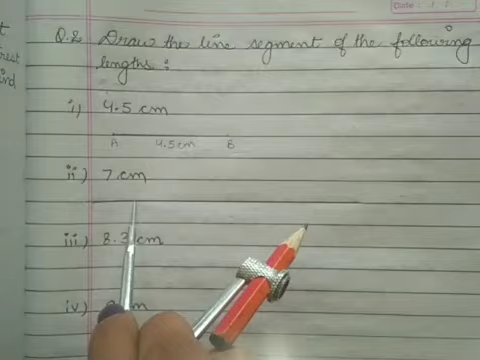 Date : / /
Q.2 Draw the line segment of the following
lengths :
i) 4.5 cm
A 4.5 cm B
ii) 7 cm
iii) 8.3 cm
iv)